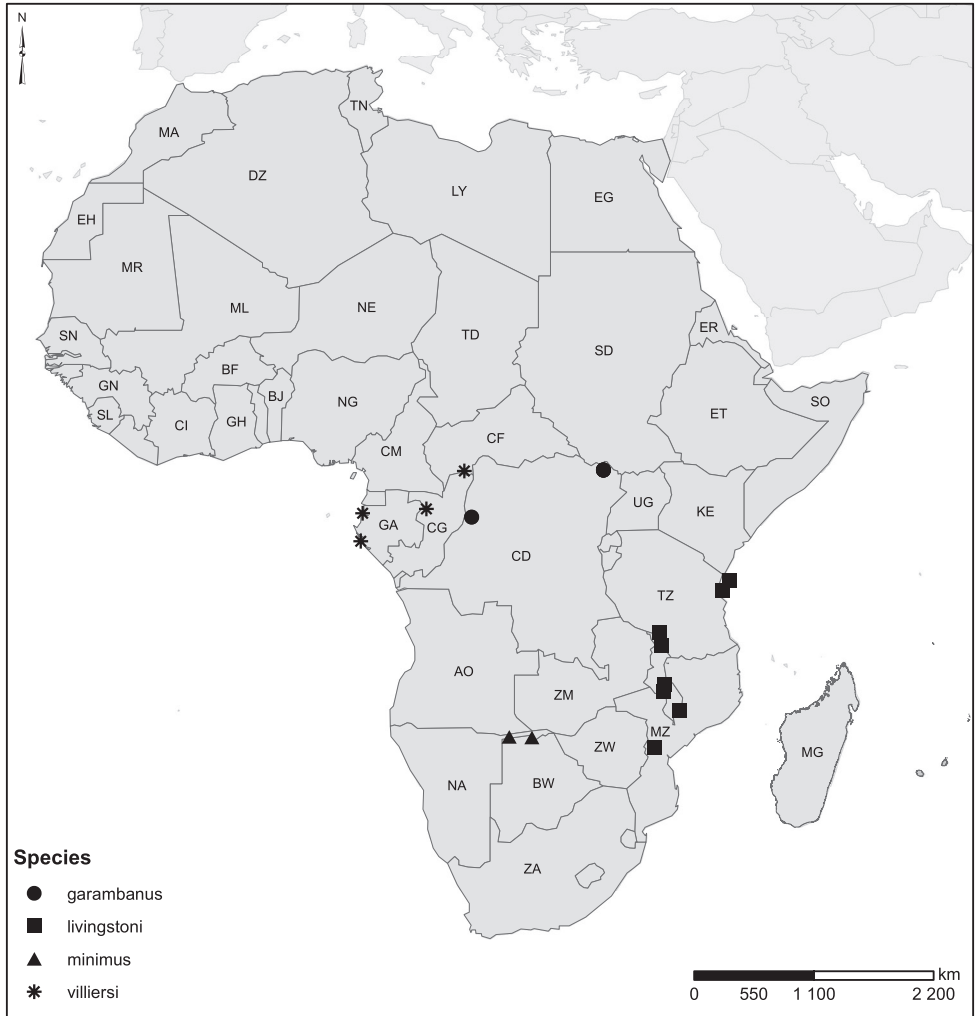 N
TN
MA
DZ
LY
EG
EH
MR
ML
NE
TD
SD
ER
SN
BF
GN
BJ
NG
ET
SO
SL
CI
GH
CM
CF
UG
KE
GA
CG
CD
TZ
AO
ZM
MZ
ZW
MG
NA
BW
ZA
Species
garambanus
livingstoni
minimus
villiersi
km
0 550 1 100 2 200